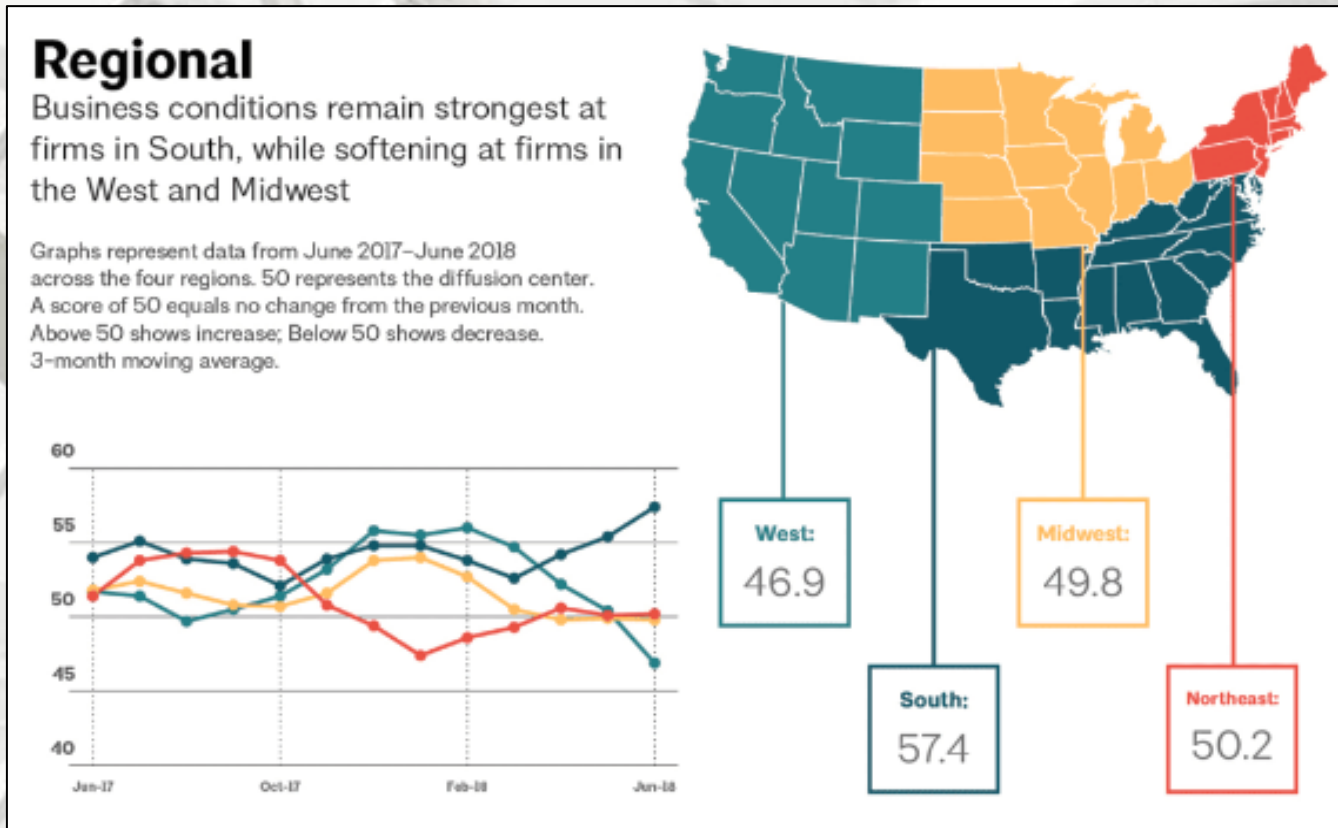 Regional
Business conditions remain strongest at
firms in South, while softening at firms in
the West and Midwest
Graphs represent data from June 2017–June 2018
across the four regions. 50 represents the diffusion center.
A score of 50 equals no change from the previous month.
Above 50 shows increase; Below 50 shows decrease.
3-month moving average.
60
55
50
45
40
Jun-17
Oct-17
Feb-18
Jun-18
West:
46.9
Midwest:
49.8
South:
57.4
Northeast:
50.2